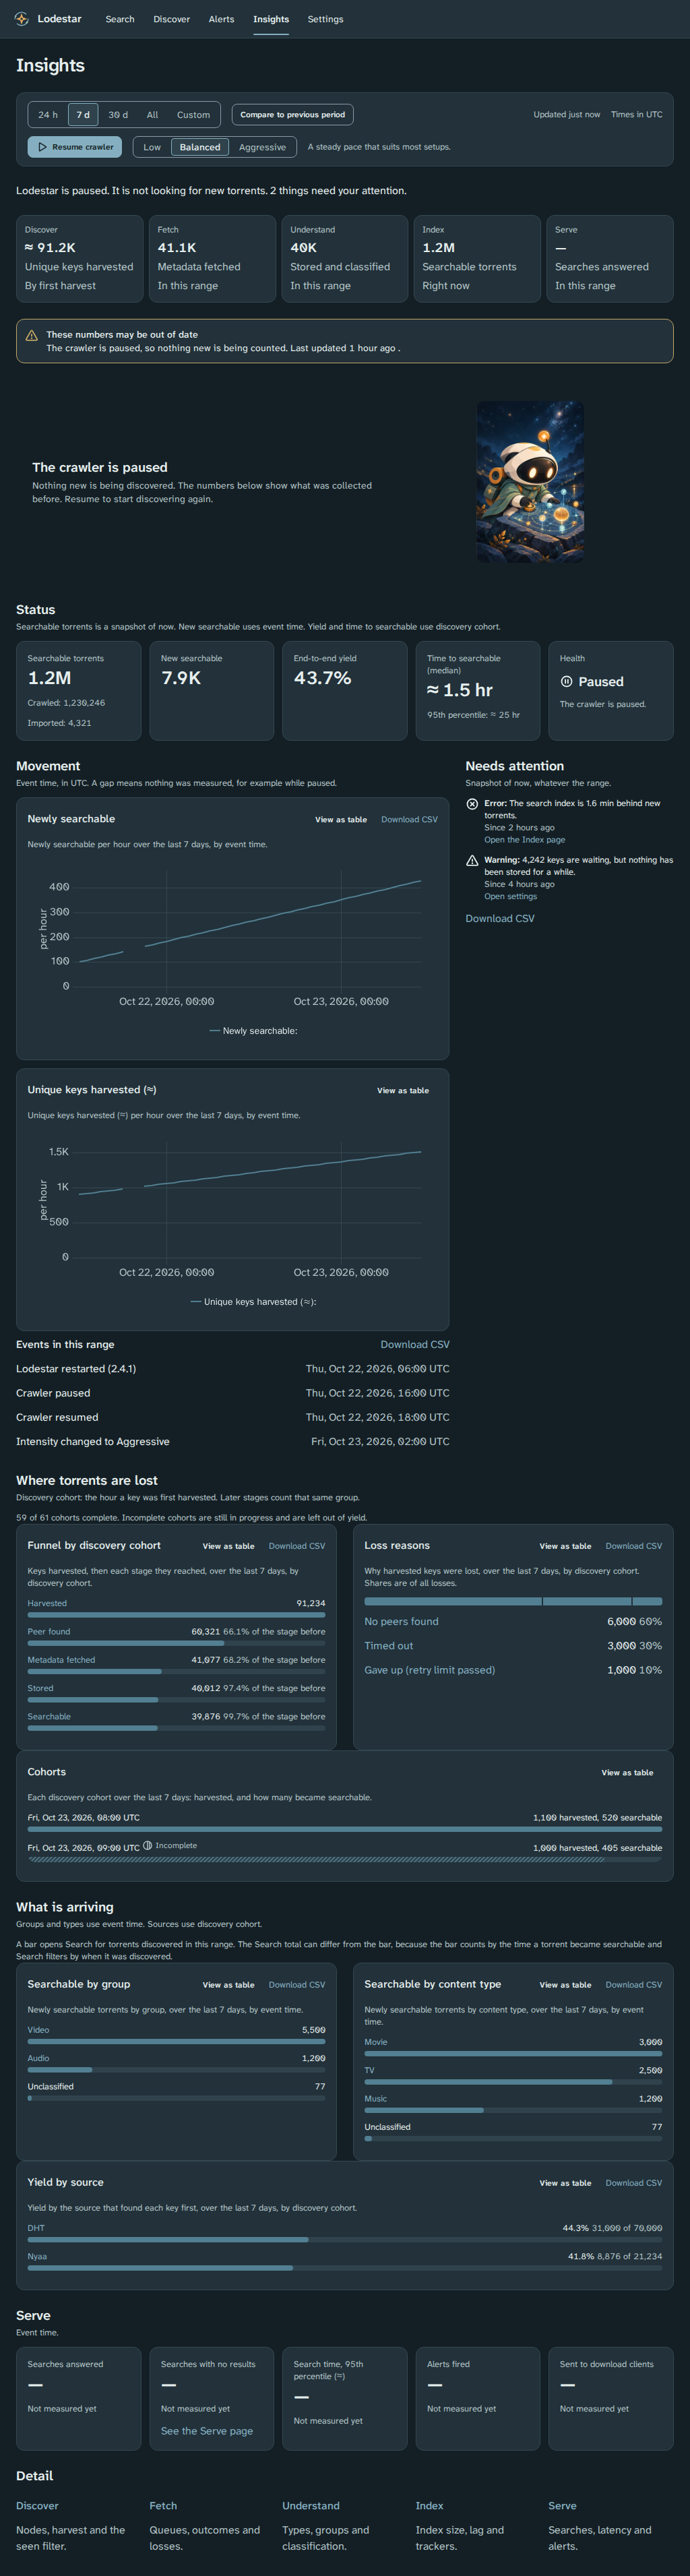 Lodestar
Search
Discover
Alerts
Insights
Settings
Insights
24 h
7 d
30 d
All
Custom
Compare to previous period
Updated just now
Times in UTC
Resume crawler
Low
Balanced
Aggressive
A steady pace that suits most setups.
Lodestar is paused. It is not looking for new torrents. 2 things need your attention.
Discover
≈ 91.2K
Unique keys harvested
By first harvest
Fetch
41.1K
Metadata fetched
In this range
Understand
40K
Stored and classified
In this range
Index
1.2M
Searchable torrents
Right now
Serve
—
Searches answered
In this range
These numbers may be out of date
The crawler is paused, so nothing new is being counted. Last updated 1 hour ago .
The crawler is paused
Nothing new is being discovered. The numbers below show what was collected
before. Resume to start discovering again.
Status
Searchable torrents is a snapshot of now. New searchable uses event time. Yield and time to searchable use discovery cohort.
Searchable torrents
1.2M
Crawled: 1,230,246
Imported: 4,321
New searchable
7.9K
End-to-end yield
43.7%
Time to searchable
(median)
≈ 1.5 hr
95th percentile: ≈ 25 hr
Health
Paused
The crawler is paused.
Movement
Event time, in UTC. A gap means nothing was measured, for example while paused.
Newly searchable
View as table
Download CSV
Newly searchable per hour over the last 7 days, by event time.
per hour
400
300
200
100
0
Oct 22, 2026, 00:00
Oct 23, 2026, 00:00
Newly searchable:
Needs attention
Snapshot of now, whatever the range.
Error: The search index is 1.6 min behind new
torrents.
Since 2 hours ago
Open the Index page
Warning: 4,242 keys are waiting, but nothing has
been stored for a while.
Since 4 hours ago
Open settings
Download CSV
Unique keys harvested (≈)
View as table
Unique keys harvested (≈) per hour over the last 7 days, by event time.
per hour
1.5K
1K
500
0
Oct 22, 2026, 00:00
Oct 23, 2026, 00:00
Unique keys harvested (≈):
Events in this range
Download CSV
Lodestar restarted (2.4.1)
Thu, Oct 22, 2026, 06:00 UTC
Crawler paused
Thu, Oct 22, 2026, 16:00 UTC
Crawler resumed
Thu, Oct 22, 2026, 18:00 UTC
Intensity changed to Aggressive
Fri, Oct 23, 2026, 02:00 UTC
Where torrents are lost
Discovery cohort: the hour a key was first harvested. Later stages count that same group.
59 of 61 cohorts complete. Incomplete cohorts are still in progress and are left out of yield.
Funnel by discovery cohort
View as table
Download CSV
Keys harvested, then each stage they reached, over the last 7 days, by
discovery cohort.
Harvested
91,234
Peer found
60,321 66.1% of the stage before
Metadata fetched
41,077 68.2% of the stage before
Stored
40,012 97.4% of the stage before
Searchable
39,876 99.7% of the stage before
Loss reasons
View as table
Download CSV
Why harvested keys were lost, over the last 7 days, by discovery cohort.
Shares are of all losses.
No peers found
6,000 60%
Timed out
3,000 30%
Gave up (retry limit passed)
1,000 10%
Cohorts
View as table
Each discovery cohort over the last 7 days: harvested, and how many became searchable.
Fri, Oct 23, 2026, 08:00 UTC
1,100 harvested, 520 searchable
Fri, Oct 23, 2026, 09:00 UTC
Incomplete
1,000 harvested, 405 searchable
What is arriving
Groups and types use event time. Sources use discovery cohort.
A bar opens Search for torrents discovered in this range. The Search total can differ from the bar, because the bar counts by the time a torrent became searchable and
Search filters by when it was discovered.
Searchable by group
View as table
Download CSV
Newly searchable torrents by group, over the last 7 days, by event time.
Video
5,500
Audio
1,200
Unclassified
77
Searchable by content type
View as table
Download CSV
Newly searchable torrents by content type, over the last 7 days, by event
time.
Movie
3,000
TV
2,500
Music
1,200
Unclassified
77
Yield by source
View as table
Download CSV
Yield by the source that found each key first, over the last 7 days, by discovery cohort.
DHT
44.3% 31,000 of 70,000
Nyaa
41.8% 8,876 of 21,234
Serve
Event time.
Searches answered
—
Not measured yet
Searches with no results
—
Not measured yet
See the Serve page
Search time, 95th
percentile (≈)
—
Not measured yet
Alerts fired
—
Not measured yet
Sent to download clients
—
Not measured yet
Detail
Discover
Nodes, harvest and the
seen filter.
Fetch
Queues, outcomes and
losses.
Understand
Types, groups and
classification.
Index
Index size, lag and
trackers.
Serve
Searches, latency and
alerts.